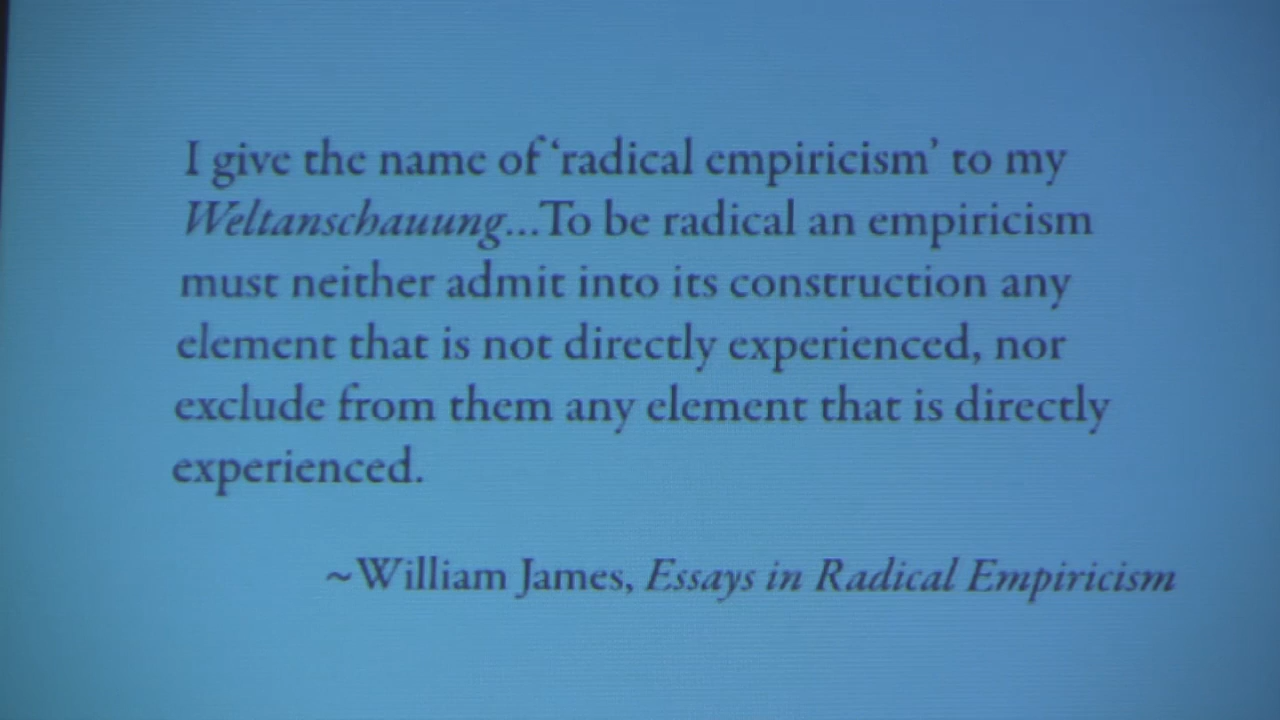 I give the name of ‘radical empiricism’ to my
Weltanschauung...To be radical an empiricism
must neither admit into its construction any
element that is not directly experienced, nor
exclude from them any element that is directly
experienced.
~William James, Essays in Radical Empiricism